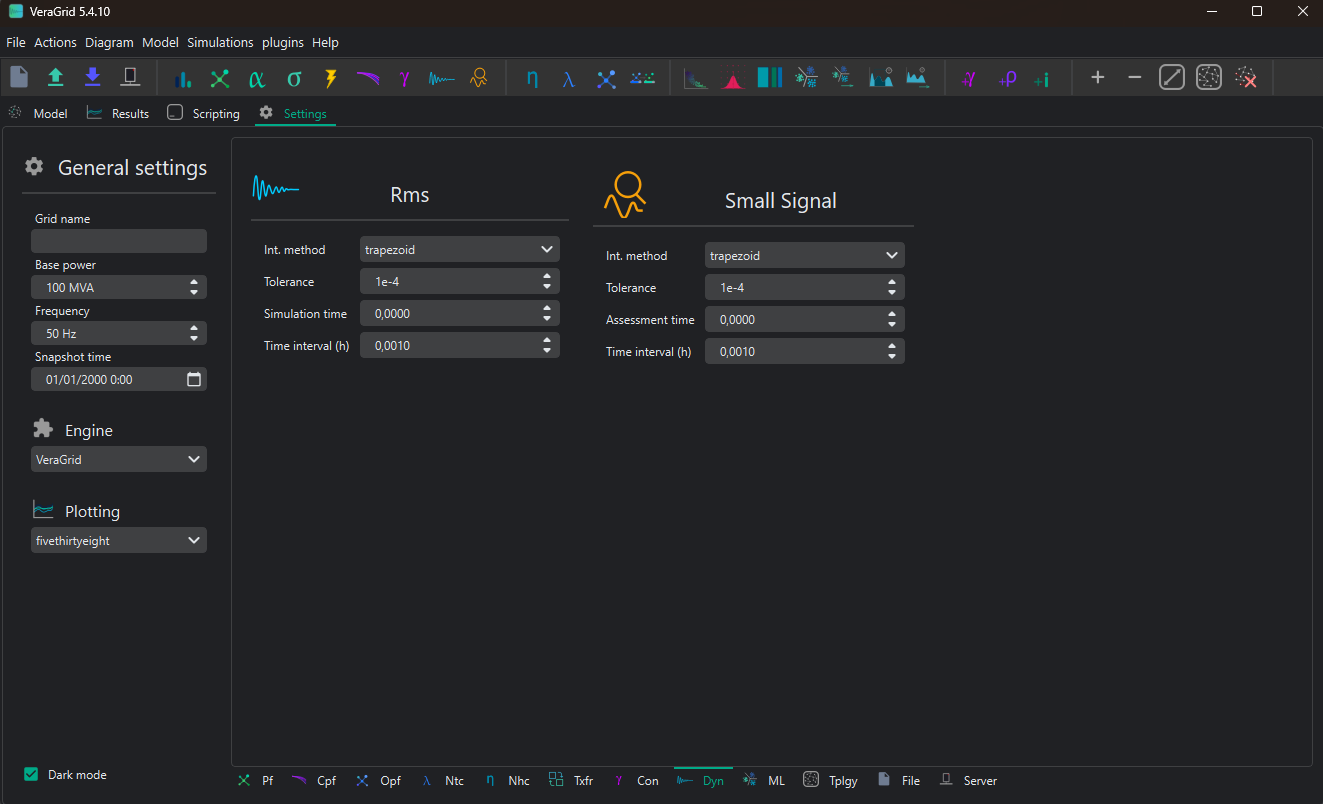 VeraGrid 5.4.10
File Actions Diagram Model Simulations plugins Help
α σ γ η λ +γ +p +i
Model Results Scripting Settings
General settings
Grid name
Base power
100 MVA
Frequency
50 Hz
Snapshot time
01/01/2000 0:00
Engine
VeraGrid
Plotting
fivethirtyeight
Dark mode
Rms
Int. method trapezoid
Tolerance 1e-4
Simulation time 0,0000
Time interval (h) 0,0010
Small Signal
Int. method trapezoid
Tolerance 1e-4
Assessment time 0,0000
Time interval (h) 0,0010
Pf Cpf Opf λ Ntc η Nhc Txfr γ Con Dyn ML Tplgy File Server